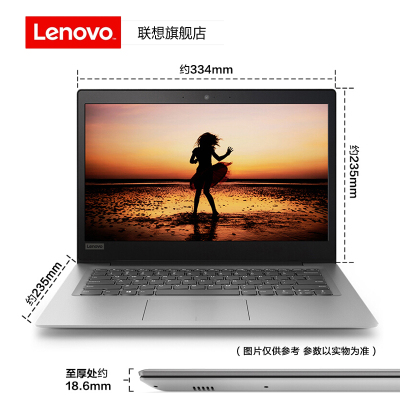 Lenovo
联想旗舰店
约334mm
约235mm
Lenovo
约235mm
（图片仅供参考 参数以实物为准）
至厚处约
18.6mm